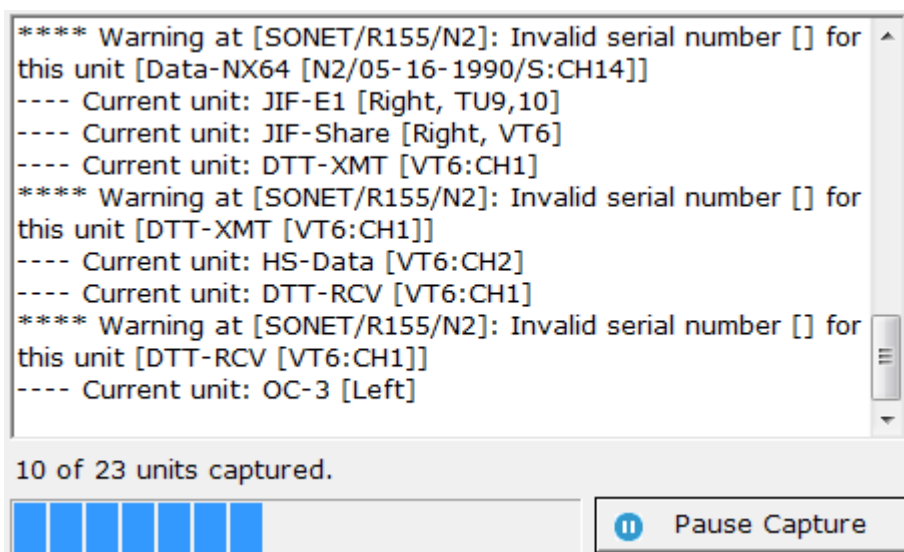 **** Warning at [SONET/R155/N2]: Invalid serial number [] for
this unit [Data-NX64 [N2/05-16-1990/S:CH14]]
---- Current unit: JIF-E1 [Right, TU9,10]
---- Current unit: JIF-Share [Right, VT6]
---- Current unit: DTT-XMT [VT6:CH1]
**** Warning at [SONET/R155/N2]: Invalid serial number [] for
this unit [DTT-XMT [VT6:CH1]]
---- Current unit: HS-Data [VT6:CH2]
---- Current unit: DTT-RCV [VT6:CH1]
**** Warning at [SONET/R155/N2]: Invalid serial number [] for
this unit [DTT-RCV [VT6:CH1]]
---- Current unit: OC-3 [Left]
10 of 23 units captured.
Pause Capture